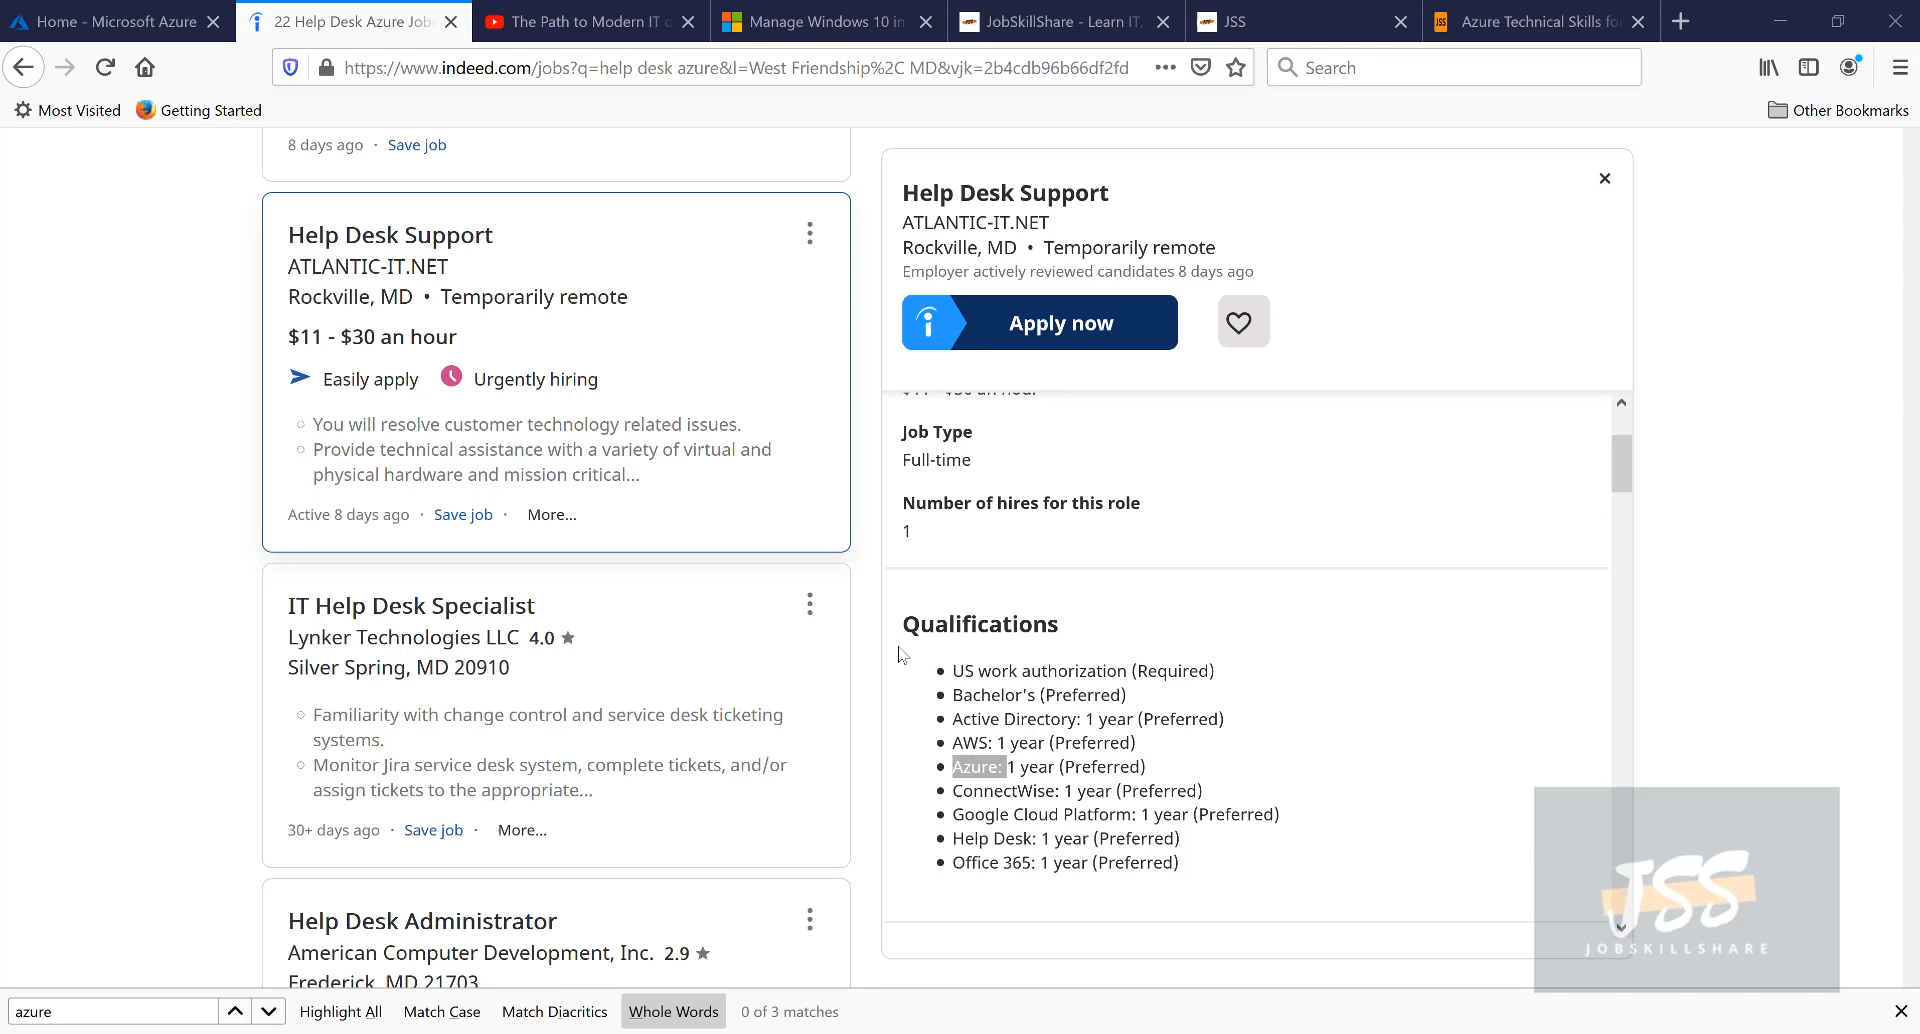 Home - Microsoft Azure
22 Help Desk Azure Jobs
The Path to Modern IT
Manage Windows 10 in
JobSkillShare - Learn IT,
JSS
JSS
Azure Technical Skills fo
https://www.indeed.com/jobs?q=help desk azure&l=West Friendship%2C MD&vjk=2b4cdb96b66df2fd
Search
Most Visited
Getting Started
Other Bookmarks
8 days ago · Save job
Help Desk Support
ATLANTIC-IT.NET
Rockville, MD • Temporarily remote
$11 - $30 an hour
Easily apply
Urgently hiring
You will resolve customer technology related issues.
Provide technical assistance with a variety of virtual and
physical hardware and mission critical...
Active 8 days ago · Save job · More...
IT Help Desk Specialist
Lynker Technologies LLC 4.0 ★
Silver Spring, MD 20910
Familiarity with change control and service desk ticketing
systems.
Monitor Jira service desk system, complete tickets, and/or
assign tickets to the appropriate...
30+ days ago · Save job · More...
Help Desk Administrator
American Computer Development, Inc. 2.9 ★
Frederick, MD 21703
Help Desk Support
ATLANTIC-IT.NET
Rockville, MD • Temporarily remote
Employer actively reviewed candidates 8 days ago
Apply now
$11 - $30 an hour
Job Type
Full-time
Number of hires for this role
1
Qualifications
• US work authorization (Required)
• Bachelor's (Preferred)
• Active Directory: 1 year (Preferred)
• AWS: 1 year (Preferred)
• Azure: 1 year (Preferred)
• ConnectWise: 1 year (Preferred)
• Google Cloud Platform: 1 year (Preferred)
• Help Desk: 1 year (Preferred)
• Office 365: 1 year (Preferred)
JSS
JOBSKILLSHARE
azure
Highlight All
Match Case
Match Diacritics
Whole Words
0 of 3 matches